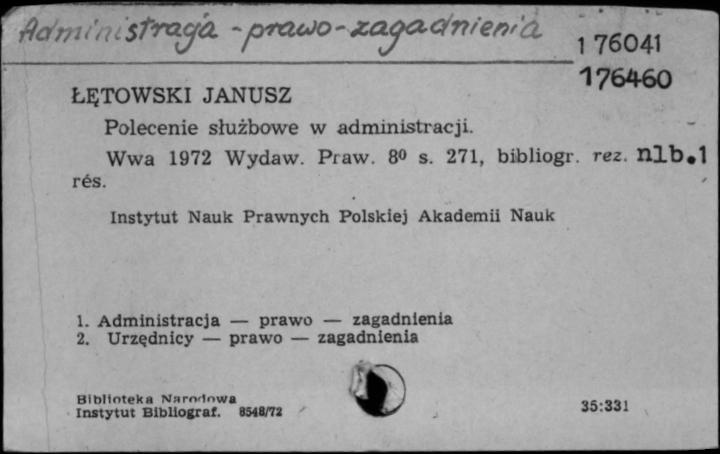 Administracja - prawo - zagadnienia
176041
176460
ŁĘTOWSKI JANUSZ
Polecenie służbowe w administracji.
Wwa 1972 Wydaw. Praw. 8⁰ s. 271, bibliogr. rez. nlb.1
rés.
Instytut Nauk Prawnych Polskiej Akademii Nauk
1. Administracja — prawo — zagadnienia
2. Urzędnicy — prawo — zagadnienia
Biblioteka Narodowa
Instytut Bibliograf. 8548/72
35:331